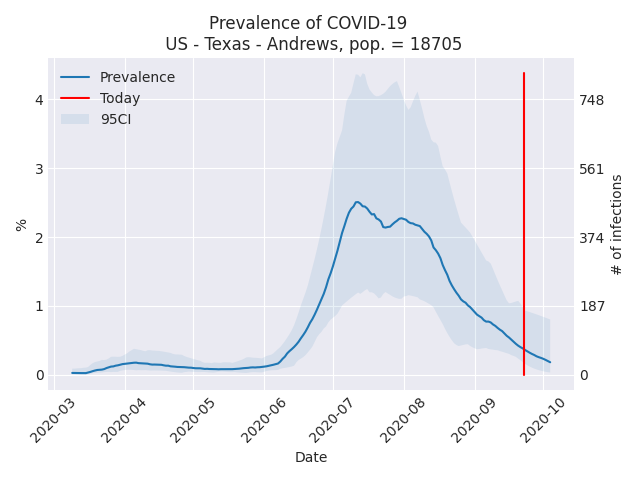 Prevalence of COVID-19
US - Texas - Andrews, pop. = 18705
Prevalence
Today
95CI
4
3
2
1
0
%
748
561
374
187
0
# of infections
2020-03
2020-04
2020-05
2020-06
2020-07
2020-08
2020-09
2020-10
Date